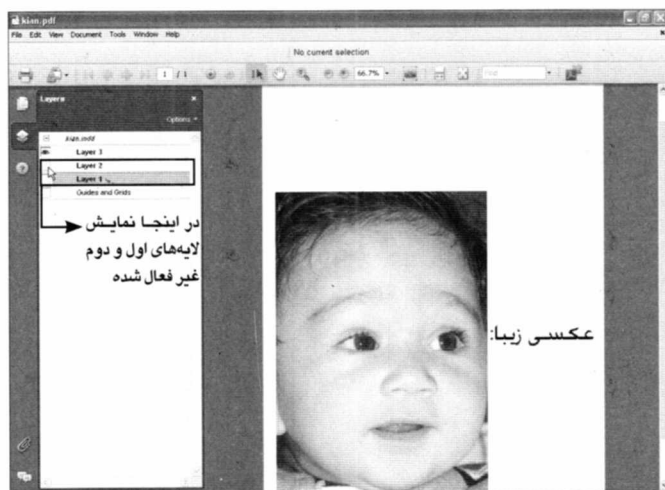 kian.pdf
File Edit View Document Tools Window Help
No current selection
1 / 1
66.7%
Find
Layers
Options
kian.indd
Layer 3
Layer 2
Layer 1
Guides and Grids
در اینجا نمایش
لایه‌های اول و دوم
غیر فعال شده
عکسی زیبا: